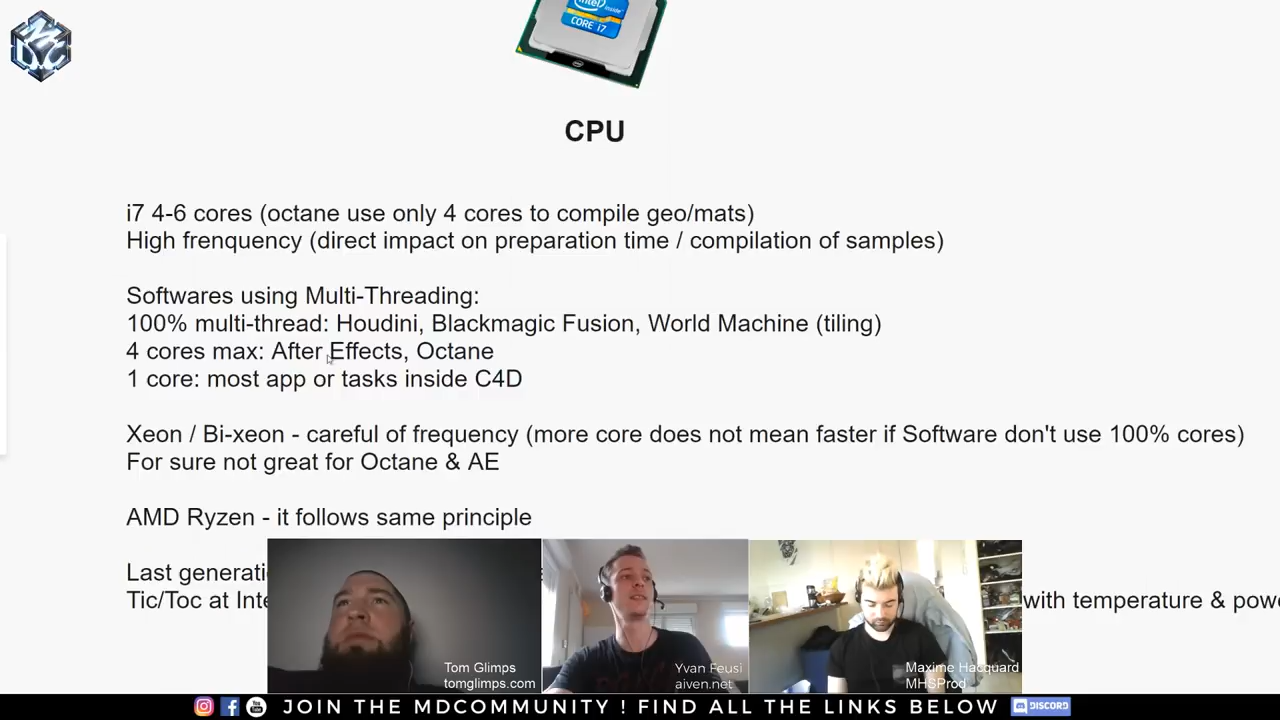 intel
inside
CORE i7
MDC
CPU
i7 4-6 cores (octane use only 4 cores to compile geo/mats)
High frenquency (direct impact on preparation time / compilation of samples)
Softwares using Multi-Threading:
100% multi-thread: Houdini, Blackmagic Fusion, World Machine (tiling)
4 cores max: After Effects, Octane
1 core: most app or tasks inside C4D
Xeon / Bi-xeon - careful of frequency (more core does not mean faster if Software don't use 100% cores)
For sure not great for Octane & AE
AMD Ryzen - it follows same principle
Last generati
Tic/Toc at Inte with temperature & powe
Tom Glimps
tomglimps.com
Yvan Feusi
aiven.net
Maxime Hacquard
MHSProd
JOIN THE MDCOMMUNITY ! FIND ALL THE LINKS BELOW DISCORD